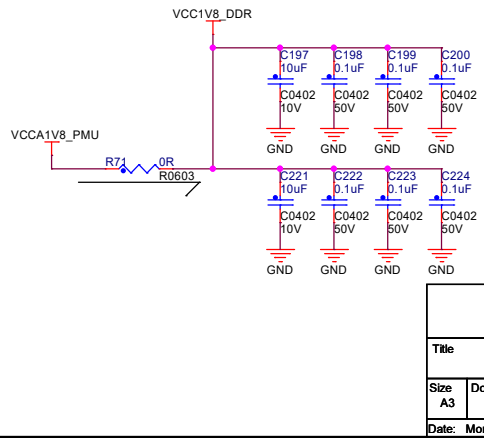 VCC1V8_DDR
C197 C198 C199 C200
10uF 0.1uF 0.1uF 0.1uF
C0402 C0402 C0402 C0402
10V 50V 50V 50V
GND GND GND GND
VCCA1V8_PMU
R71 0R
R0603
C221 C222 C223 C224
10uF 0.1uF 0.1uF 0.1uF
C0402 C0402 C0402 C0402
10V 50V 50V 50V
GND GND GND GND
Title
Size
A3
Date: